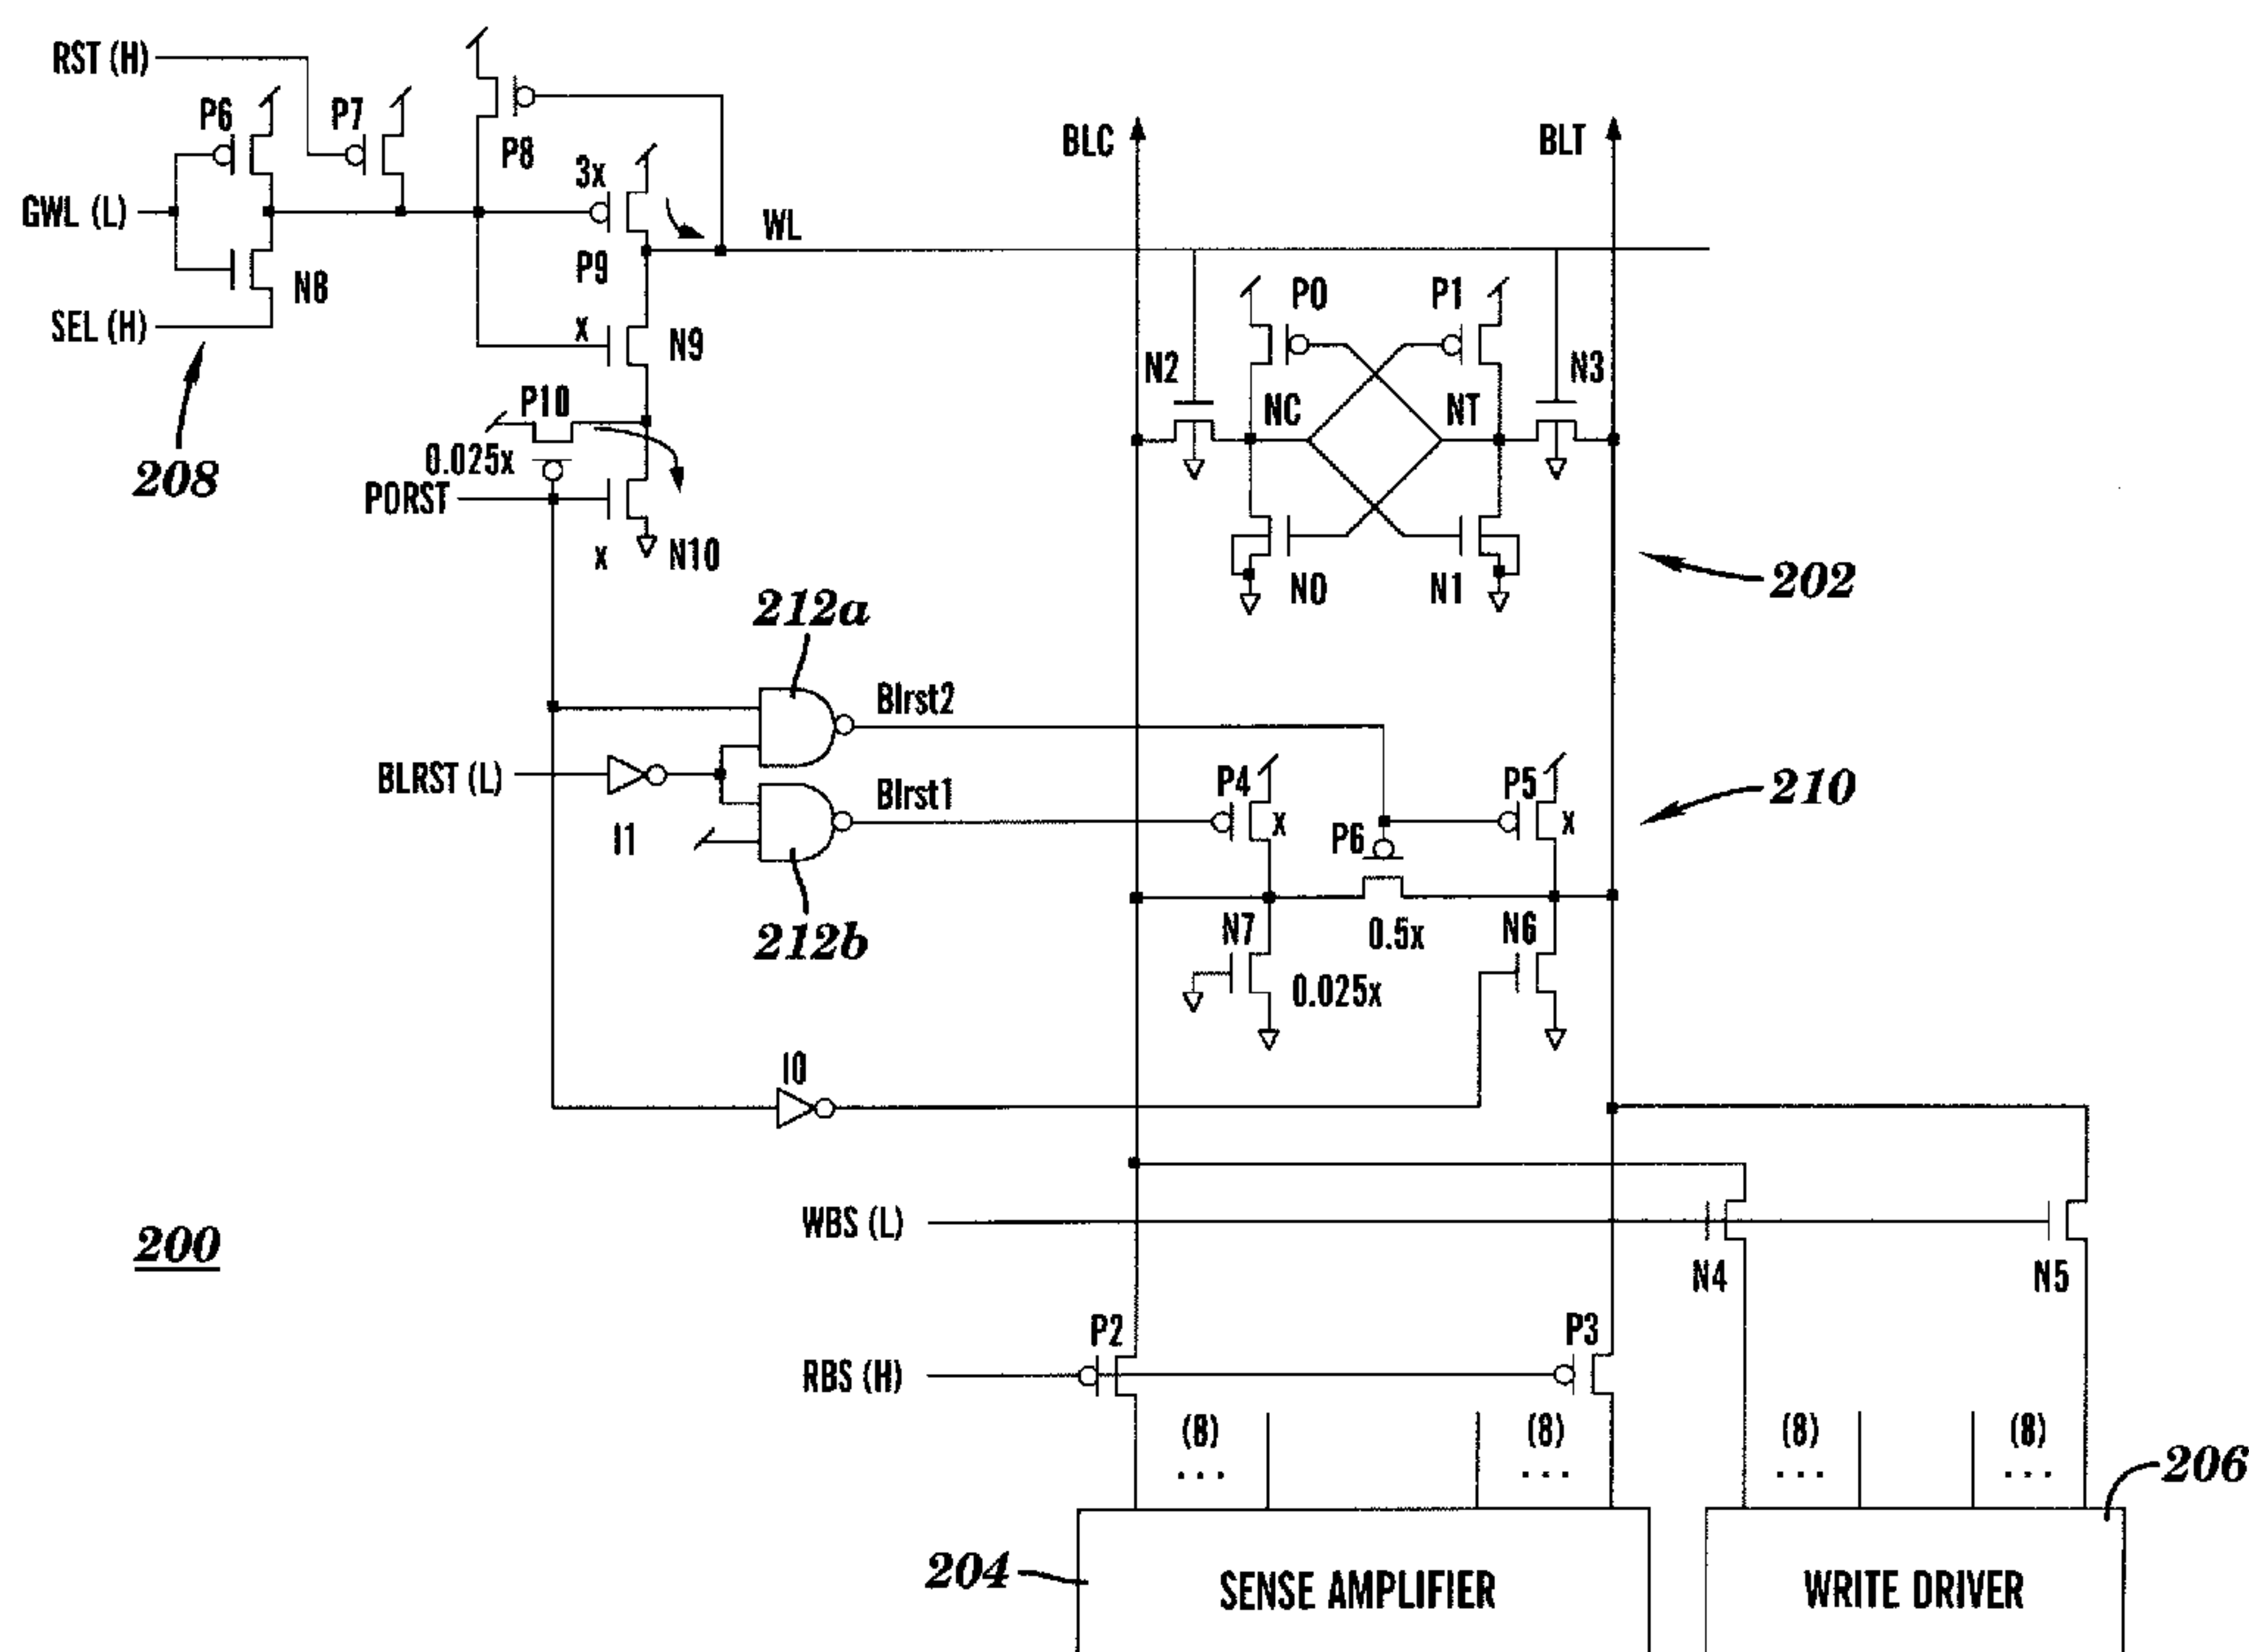 RST (H)
P6
P7
P8
3x
GWL (L)
WL
P9
N8
SEL (H)
x
N9
208
P10
0.025x
PORST
x
N10
BLC
BLT
P0
P1
N2
N3
NC
NT
N0
N1
202
212a
Blrst2
BLRST (L)
I1
Blrst1
212b
P4
x
P5
x
210
P6
0.5x
N7
0.025x
N6
I0
200
WBS (L)
N4
N5
P2
P3
RBS (H)
(8)
(8)
(8)
(8)
...
...
...
...
206
204
SENSE AMPLIFIER
WRITE DRIVER